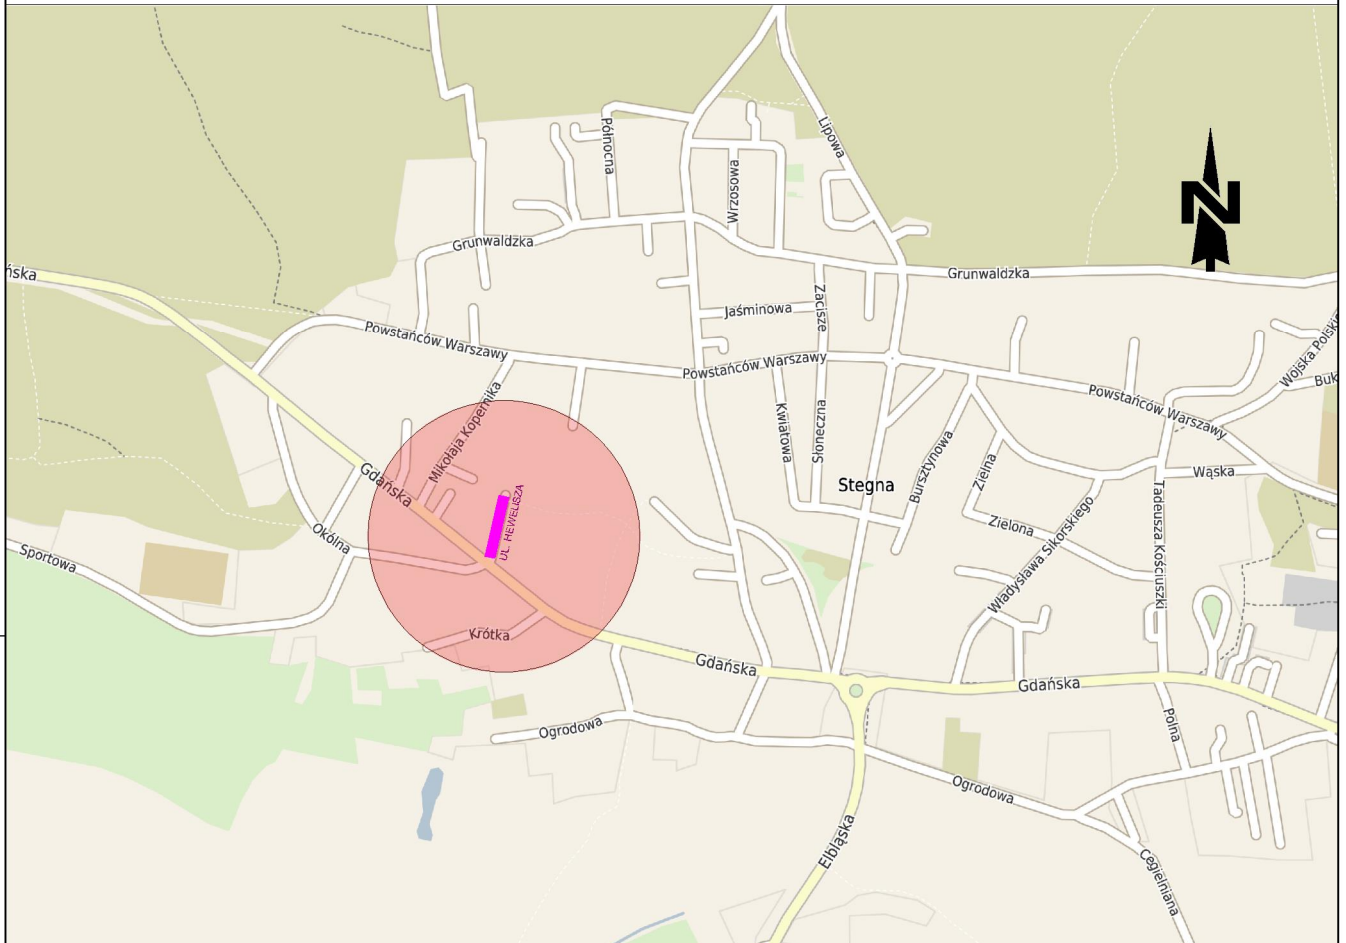 Północna
Lipowa
Wrzosowa
N
Grunwaldzka
ńska
Grunwaldzka
Zacisze
Jaśminowa
Powstańców Warszawy
Powstańców Warszawy
Wojska Polskie
Buk
Mikołaja Kopernika
Powstańców Warszawy
Kwiatowa
Słoneczna
Bursztynowa
Zielna
Wąska
Gdańska
Stegna
UL. HEWELISZA
Tadeusza Kościuszki
Zielona
Władysława Sikorskiego
Okólna
Sportowa
Krótka
Gdańska
Gdańska
Polna
Ogrodowa
Ogrodowa
Elbląska
Cegielniana